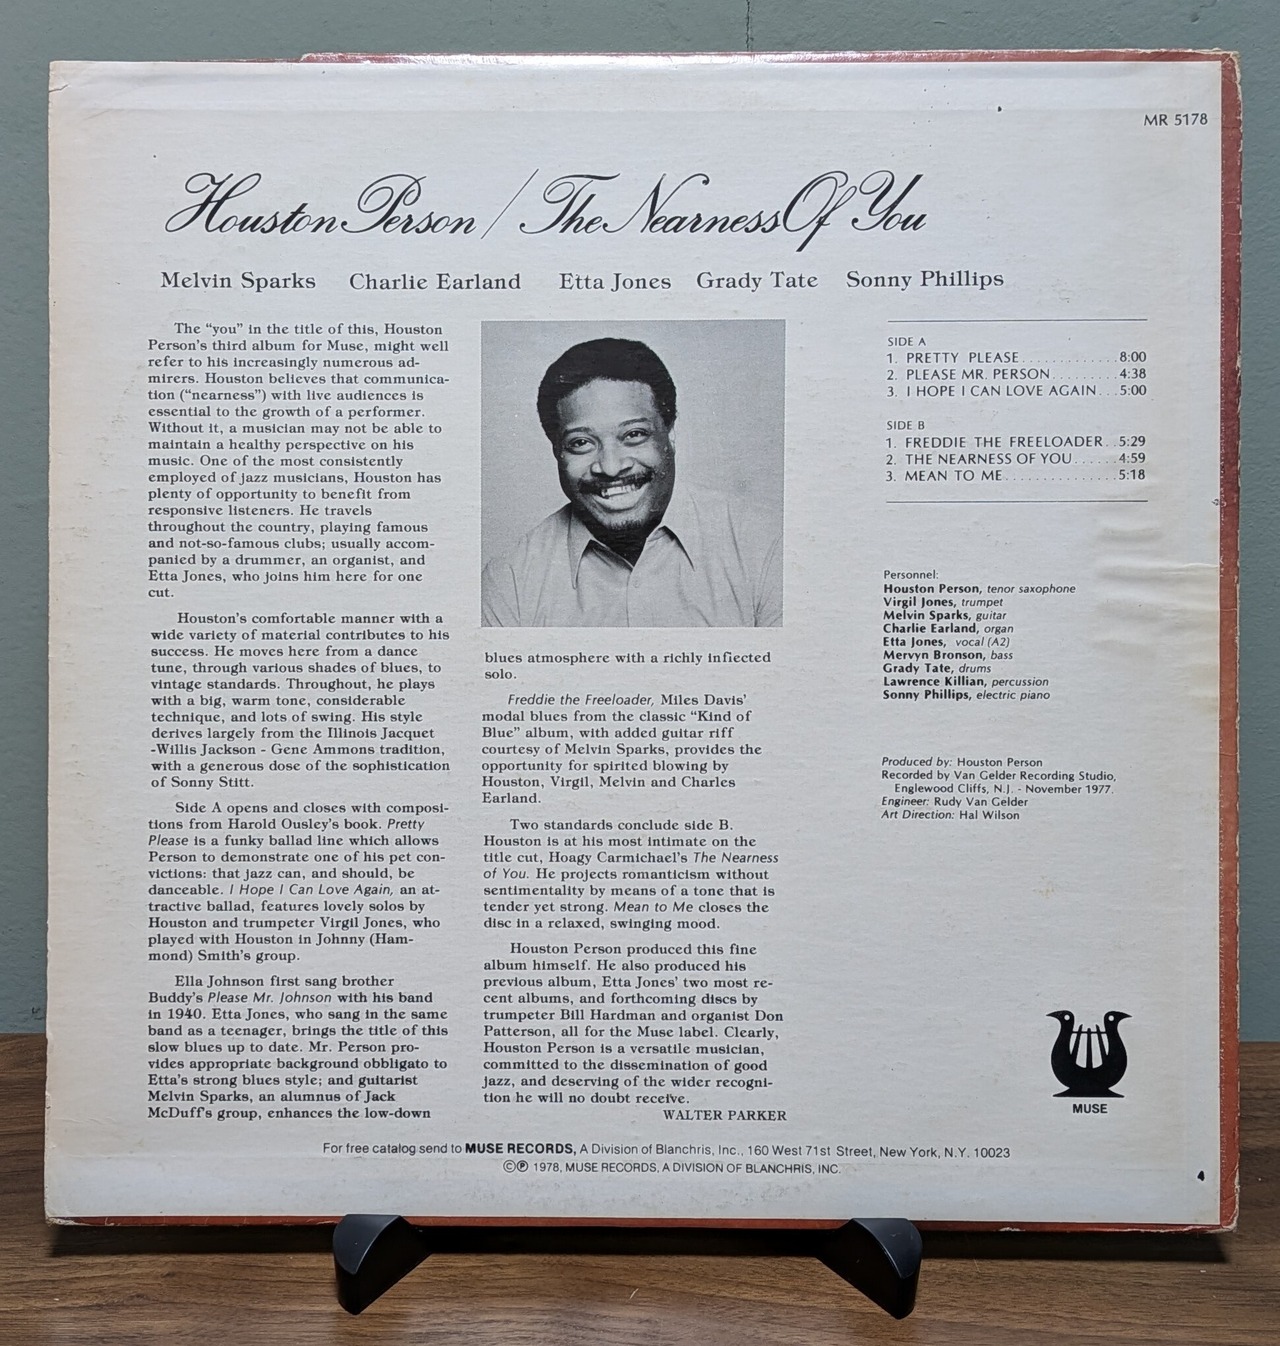 MR 5178
Houston Person / The Nearness Of You
Melvin Sparks Charlie Earland Etta Jones Grady Tate Sonny Phillips
The “you” in the title of this, Houston
Person's third album for Muse, might well
refer to his increasingly numerous ad-
mirers. Houston believes that communica-
tion (“nearness”) with live audiences is
essential to the growth of a performer.
Without it, a musician may not be able to
maintain a healthy perspective on his
music. One of the most consistently
employed of jazz musicians, Houston has
plenty of opportunity to benefit from
responsive listeners. He travels
throughout the country, playing famous
and not-so-famous clubs; usually accom-
panied by a drummer, an organist, and
Etta Jones, who joins him here for one
cut.
Houston's comfortable manner with a
wide variety of material contributes to his
success. He moves here from a dance
tune, through various shades of blues, to
vintage standards. Throughout, he plays
with a big, warm tone, considerable
technique, and lots of swing. His style
derives largely from the Illinois Jacquet
-Willis Jackson - Gene Ammons tradition,
with a generous dose of the sophistication
of Sonny Stitt.
Side A opens and closes with composi-
tions from Harold Ousley's book. Pretty
Please is a funky ballad line which allows
Person to demonstrate one of his pet con-
victions: that jazz can, and should, be
danceable. I Hope I Can Love Again, an at-
tractive ballad, features lovely solos by
Houston and trumpeter Virgil Jones, who
played with Houston in Johnny (Ham-
mond) Smith's group.
Ella Johnson first sang brother
Buddy's Please Mr. Johnson with his band
in 1940. Etta Jones, who sang in the same
band as a teenager, brings the title of this
slow blues up to date. Mr. Person pro-
vides appropriate background obbligato to
Etta's strong blues style; and guitarist
Melvin Sparks, an alumnus of Jack
McDuff's group, enhances the low-down
blues atmosphere with a richly inflected
solo.
Freddie the Freeloader, Miles Davis'
modal blues from the classic “Kind of
Blue” album, with added guitar riff
courtesy of Melvin Sparks, provides the
opportunity for spirited blowing by
Houston, Virgil, Melvin and Charles
Earland.
Two standards conclude side B.
Houston is at his most intimate on the
title cut, Hoagy Carmichael's The Nearness
of You. He projects romanticism without
sentimentality by means of a tone that is
tender yet strong. Mean to Me closes the
disc in a relaxed, swinging mood.
Houston Person produced this fine
album himself. He also produced his
previous album, Etta Jones' two most re-
cent albums, and forthcoming discs by
trumpeter Bill Hardman and organist Don
Patterson, all for the Muse label. Clearly,
Houston Person is a versatile musician,
committed to the dissemination of good
jazz, and deserving of the wider recogni-
tion he will no doubt receive.
WALTER PARKER
SIDE A
1. PRETTY PLEASE.............8:00
2. PLEASE MR. PERSON.........4:38
3. I HOPE I CAN LOVE AGAIN...5:00
SIDE B
1. FREDDIE THE FREELOADER..5:29
2. THE NEARNESS OF YOU......4:59
3. MEAN TO ME...............5:18
Personnel:
Houston Person, tenor saxophone
Virgil Jones, trumpet
Melvin Sparks, guitar
Charlie Earland, organ
Etta Jones, vocal (A2)
Mervyn Bronson, bass
Grady Tate, drums
Lawrence Killian, percussion
Sonny Phillips, electric piano
Produced by: Houston Person
Recorded by Van Gelder Recording Studio,
Englewood Cliffs, N.J. - November 1977.
Engineer: Rudy Van Gelder
Art Direction: Hal Wilson
MUSE
For free catalog send to MUSE RECORDS, A Division of Blanchris, Inc., 160 West 71st Street, New York, N.Y. 10023
©℗ 1978, MUSE RECORDS, A DIVISION OF BLANCHRIS, INC.
4